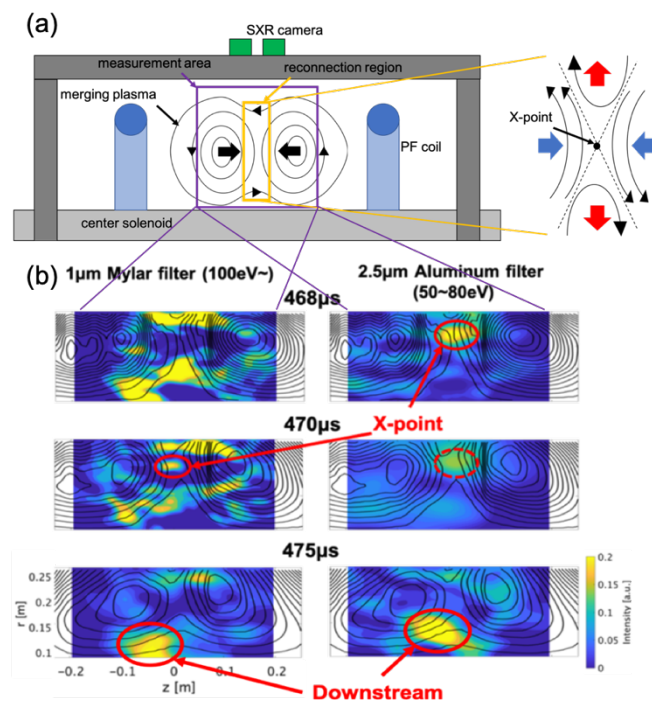 (a)
SXR camera
measurement area
reconnection region
merging plasma
X-point
PF coil
center solenoid
(b)
1μm Mylar filter (100eV~)
2.5μm Aluminum filter
(50~80eV)
468μs
X-point
470μs
475μs
0.25
0.2
0.15
0.1
r [m]
-0.2
-0.1
0
0.1
0.2
z [m]
0.2
0.15
0.1
0.05
0
Intensity [a.u.]
Downstream